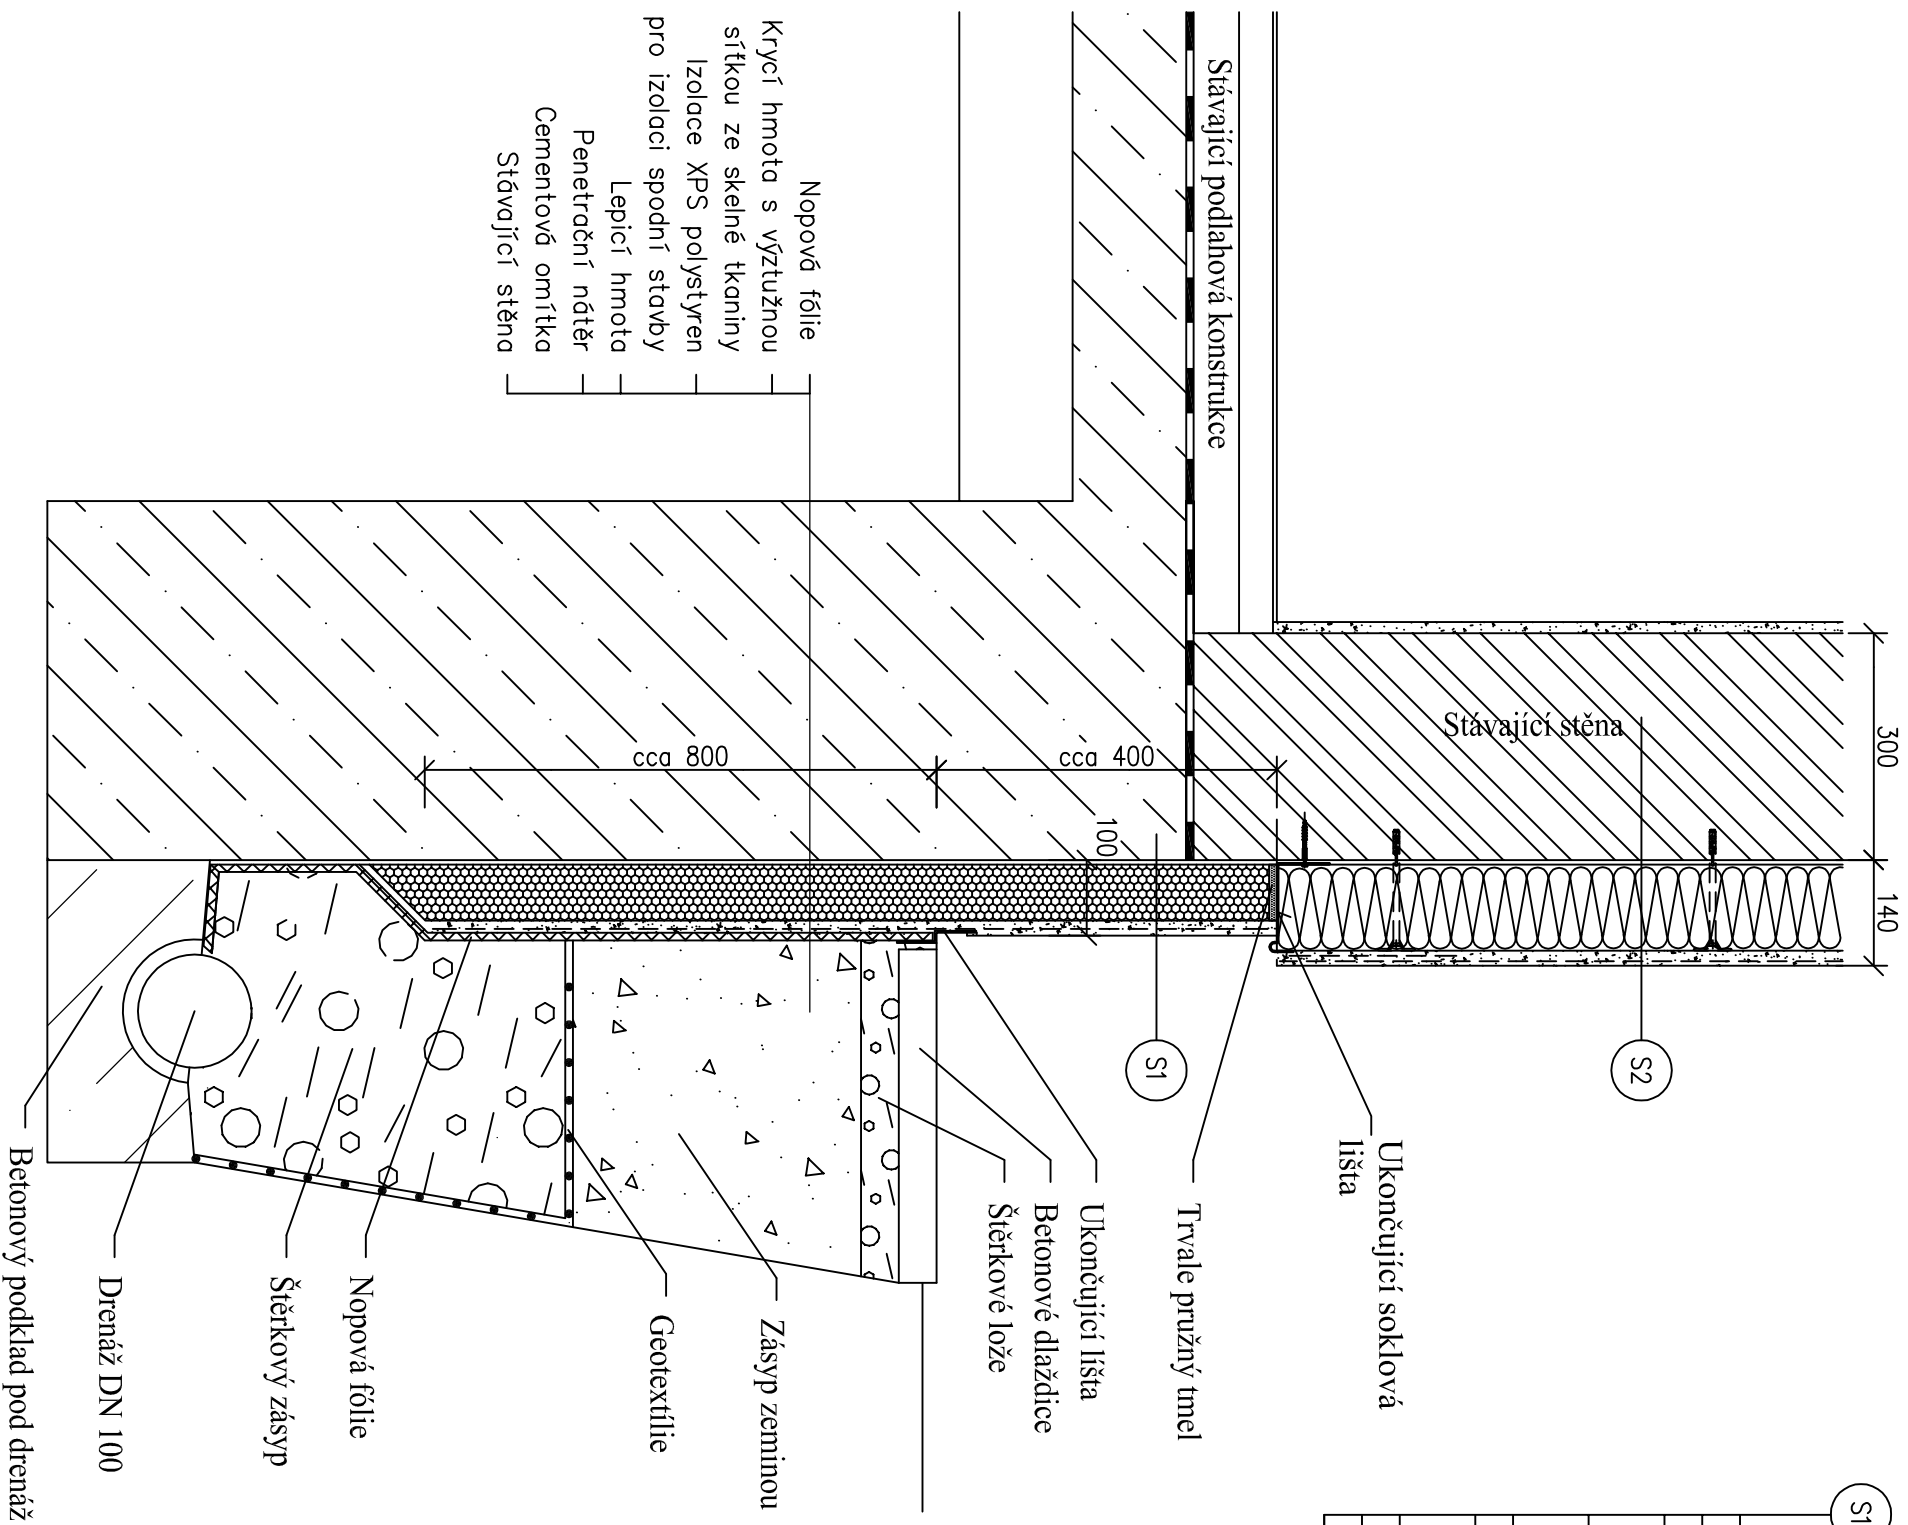 Stávající podlahová konstrukce
Stávající stěna
300
140
cca 400
cca 800
100
S1
S2
S1
Nopová fólie
Krycí hmota s výztužnou
síťkou ze skelné tkaniny
Izolace XPS polystyren
pro izolaci spodní stavby
Lepicí hmota
Penetrační nátěr
Cementová omítka
Stávající stěna
Ukončující soklová
lišta
Trvale pružný tmel
Ukončující lišta
Betonové dlaždice
Štěrkové lože
Zásyp zeminou
Geotextílie
Nopová fólie
Štěrkový zásyp
Drenáž DN 100
Betonový podklad pod drenáž